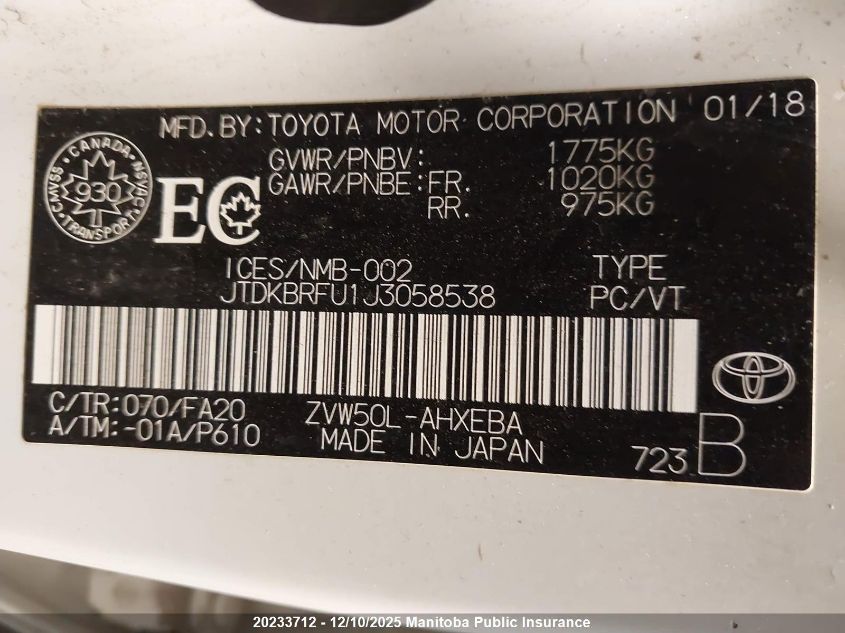 MFD.BY:TOYOTA MOTOR CORPORATION 01/18
GVWR/PNBV: 1775KG
GAWR/PNBE:FR. 1020KG
RR. 975KG
CANADA
CMVSS 930 NSVAC
TRANSPORT
EC
ICES/NMB-002 TYPE
JTDKBRFU1J3058538 PC/VT
C/TR:070/FA20 ZVW50L-AHXEBA
A/TM:-01A/P610 MADE IN JAPAN 723 B
20233712 - 12/10/2025 Manitoba Public Insurance